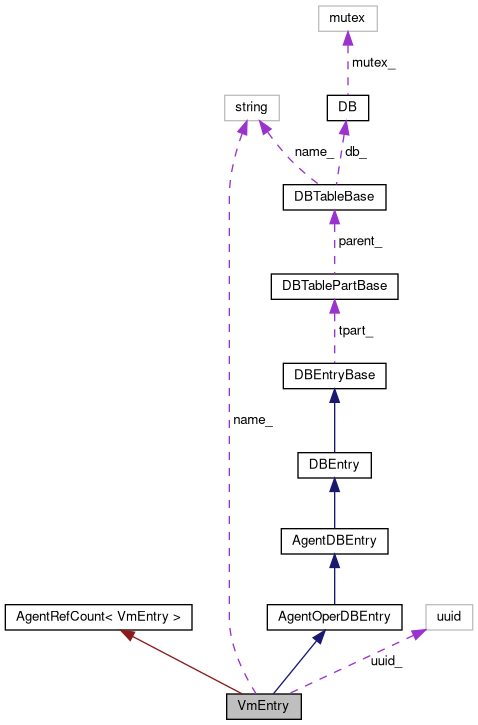 mutex
mutex_
string
DB
name_
db_
DBTableBase
parent_
DBTablePartBase
tpart_
DBEntryBase
name_
DBEntry
AgentDBEntry
AgentRefCount< VmEntry >
AgentOperDBEntry
uuid
uuid_
VmEntry